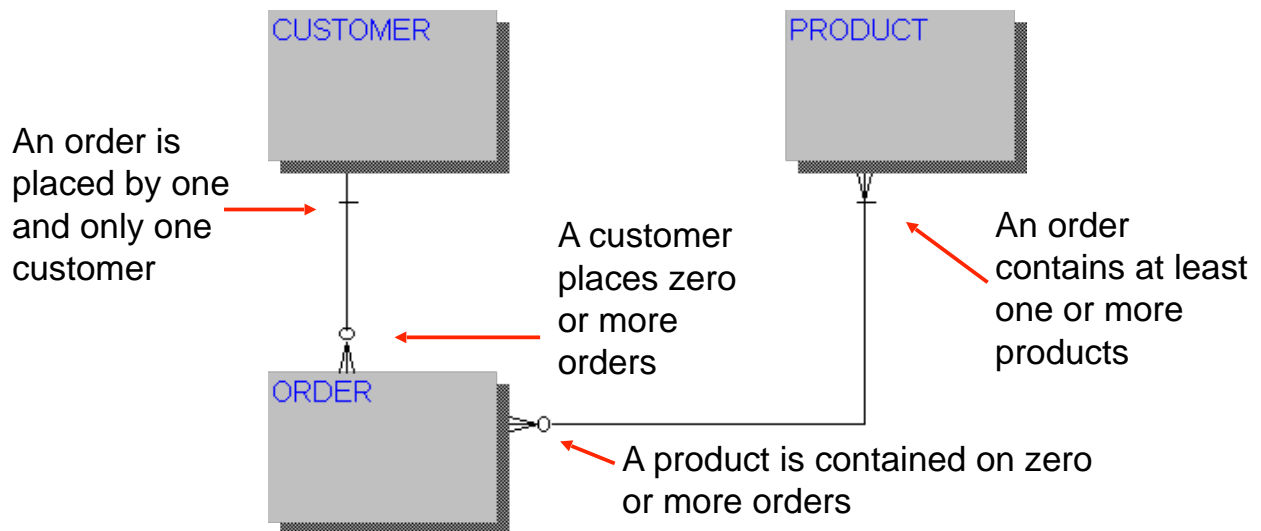 CUSTOMER
PRODUCT
An order is
placed by one
and only one
customer
A customer
places zero
or more
orders
An order
contains at least
one or more
products
ORDER
A product is contained on zero
or more orders